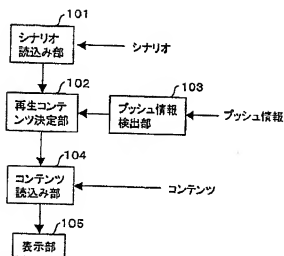 101
シナリオ
読込み部
シナリオ
102
再生コンテ
ンツ決定部
103
プッシュ情報
検出部
プッシュ情報
104
コンテンツ
読込み部
コンテンツ
105
表示部